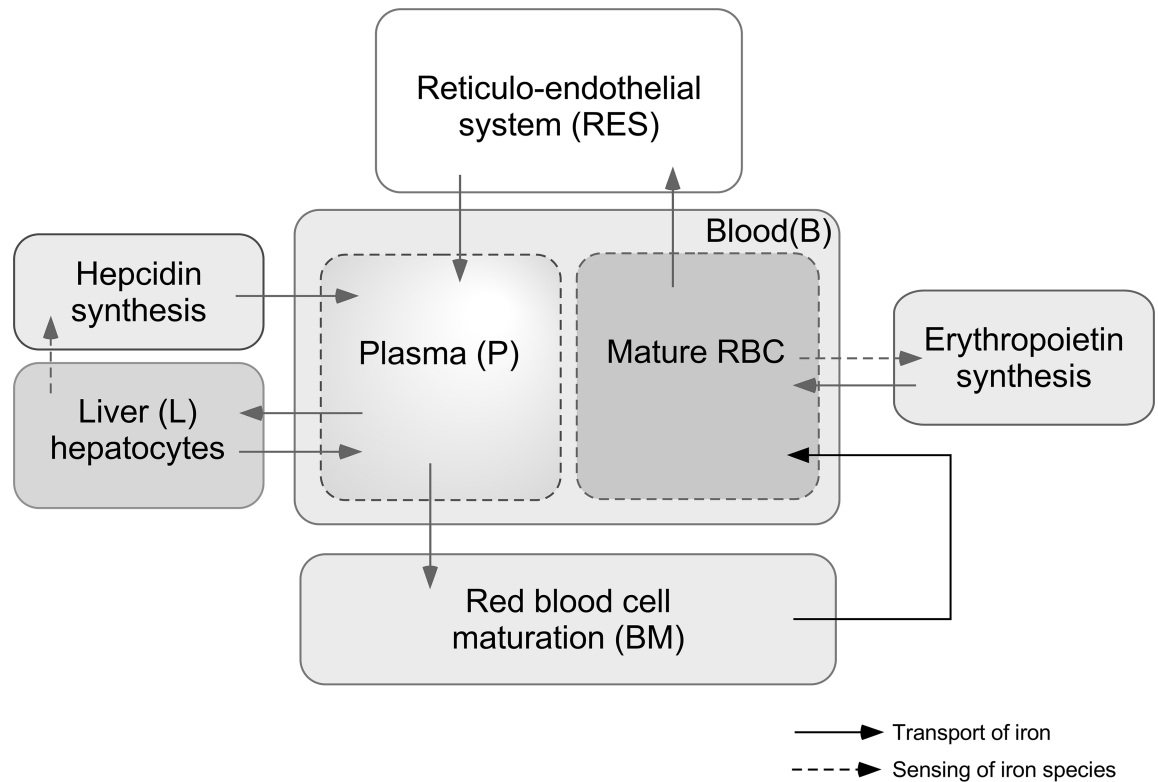 Reticulo-endothelial
system (RES)
Blood(B)
Hepcidin
synthesis
Plasma (P)
Mature RBC
Erythropoietin
synthesis
Liver (L)
hepatocytes
Red blood cell
maturation (BM)
Transport of iron
Sensing of iron species